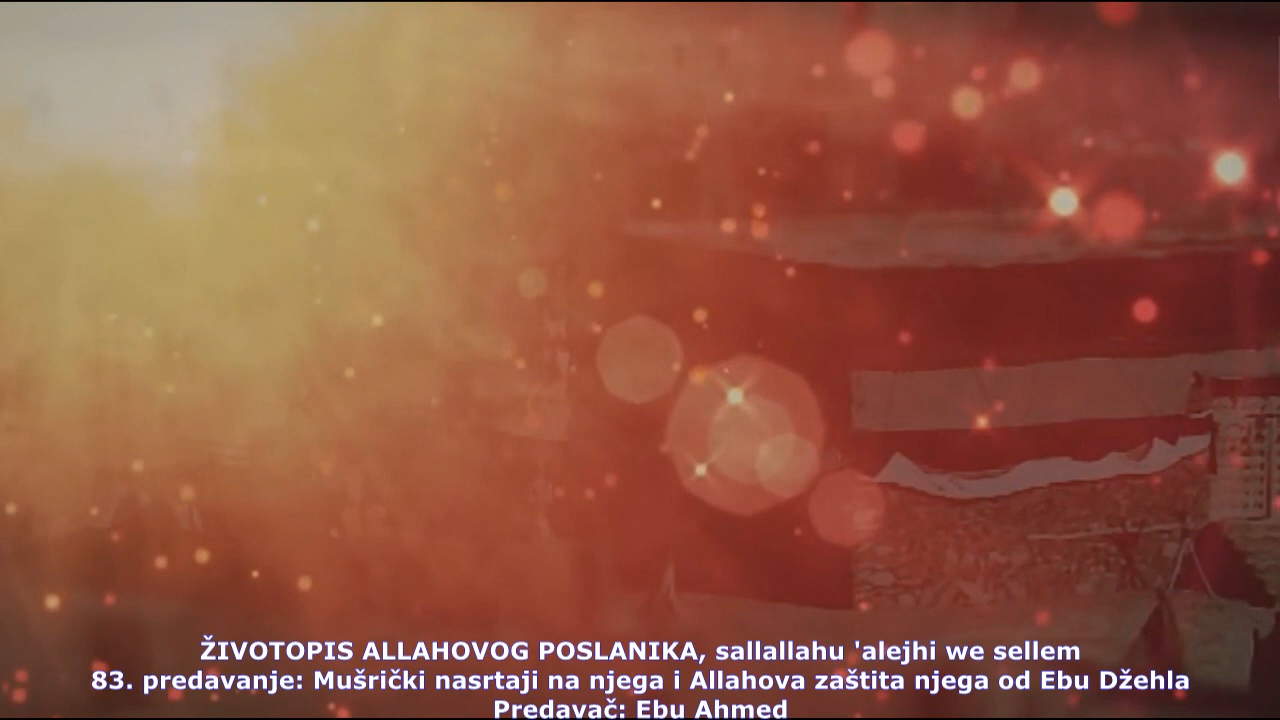 ŽIVOTOPIS ALLAHOVOG POSLANIKA, sallallahu 'alejhi we sellem
83. predavanje: Mušrički nasrtaji na njega i Allahova zaštita njega od Ebu Džehla
Predavač: Ebu Ahmed